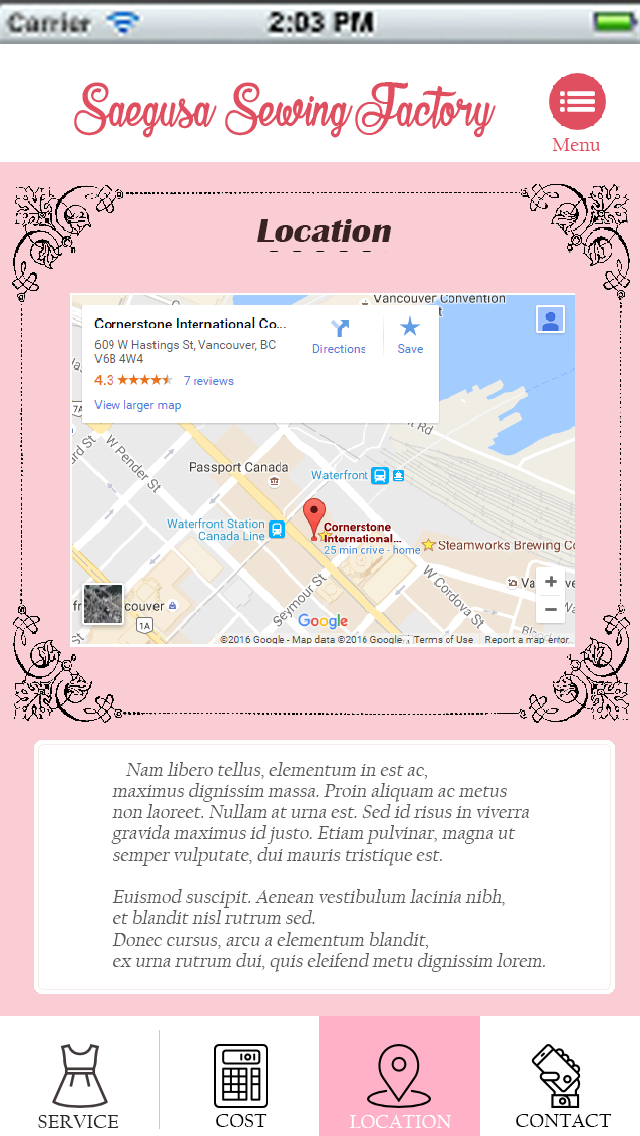 Carrier 2:03 PM
Saegusa Sewing Factory
Menu
Location
Vancouver Convention
Cornerstone International Co...
609 W Hastings St, Vancouver, BC
V6B 4W4
4.3 7 reviews
View larger map
Directions
Save
Rd
W Pender St
Passport Canada
Waterfront
Waterfront Station
Canada Line
Cornerstone
International...
25 min drive - home
Steamworks Brewing Co
Seymour St
W Cordova St
couver
1A
Google
©2016 Google - Map data ©2016 Google
Terms of Use
Report a map error
Nam libero tellus, elementum in est ac,
maximus dignissim massa. Proin aliquam ac metus
non laoreet. Nullam at urna est. Sed id risus in viverra
gravida maximus id justo. Etiam pulvinar, magna ut
semper vulputate, dui mauris tristique est.
Euismod suscipit. Aenean vestibulum lacinia nibh,
et blandit nisl rutrum sed.
Donec cursus, arcu a elementum blandit,
ex urna rutrum dui, quis eleifend metu dignissim lorem.
SERVICE
COST
LOCATION
CONTACT